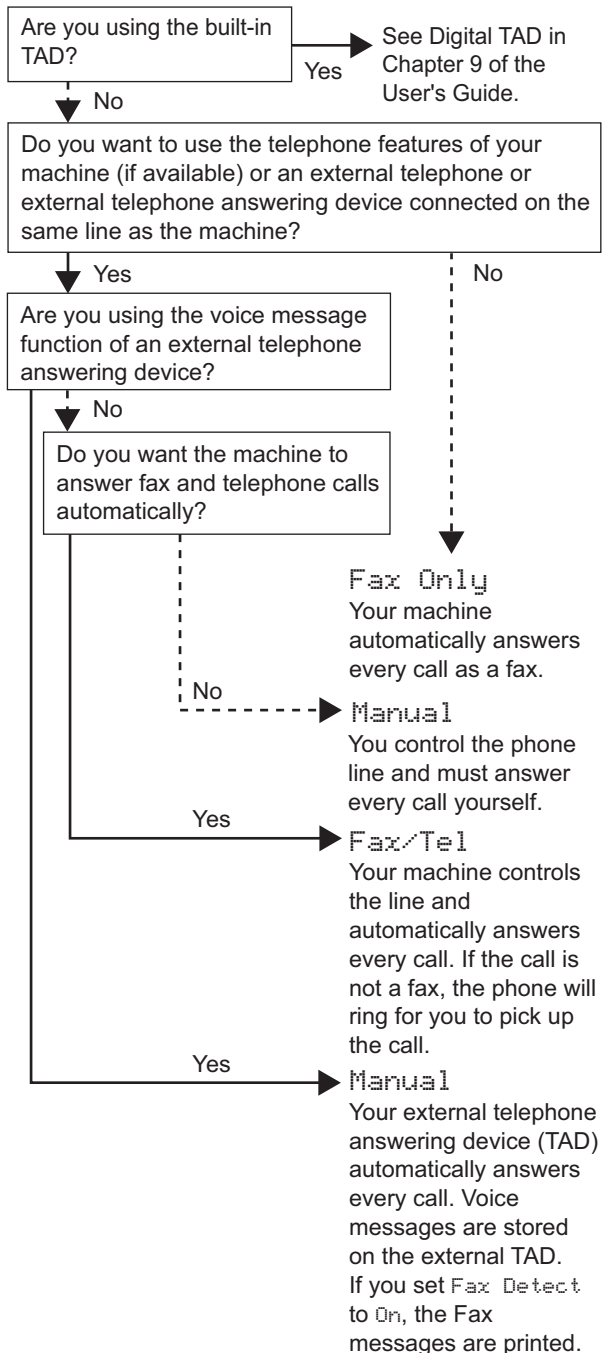 Are you using the built-in
TAD?
Yes
See Digital TAD in
Chapter 9 of the
User's Guide.
No
Do you want to use the telephone features of your
machine (if available) or an external telephone or
external telephone answering device connected on the
same line as the machine?
Yes
No
Are you using the voice message
function of an external telephone
answering device?
No
Do you want the machine to
answer fax and telephone calls
automatically?
Fax Only
Your machine
automatically answers
every call as a fax.
No
Manual
You control the phone
line and must answer
every call yourself.
Yes
Fax/Tel
Your machine controls
the line and
automatically answers
every call. If the call is
not a fax, the phone will
ring for you to pick up
the call.
Yes
Manual
Your external telephone
answering device (TAD)
automatically answers
every call. Voice
messages are stored
on the external TAD.
If you set Fax Detect
to On, the Fax
messages are printed.